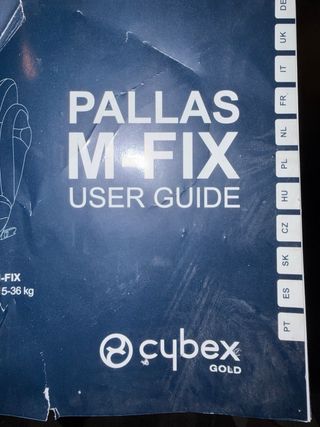 PALLAS
M-FIX
USER GUIDE
-FIX
5-36 kg
cybex
GOLD
DE
UK
IT
FR
NL
PL
HU
CZ
SK
ES
PT